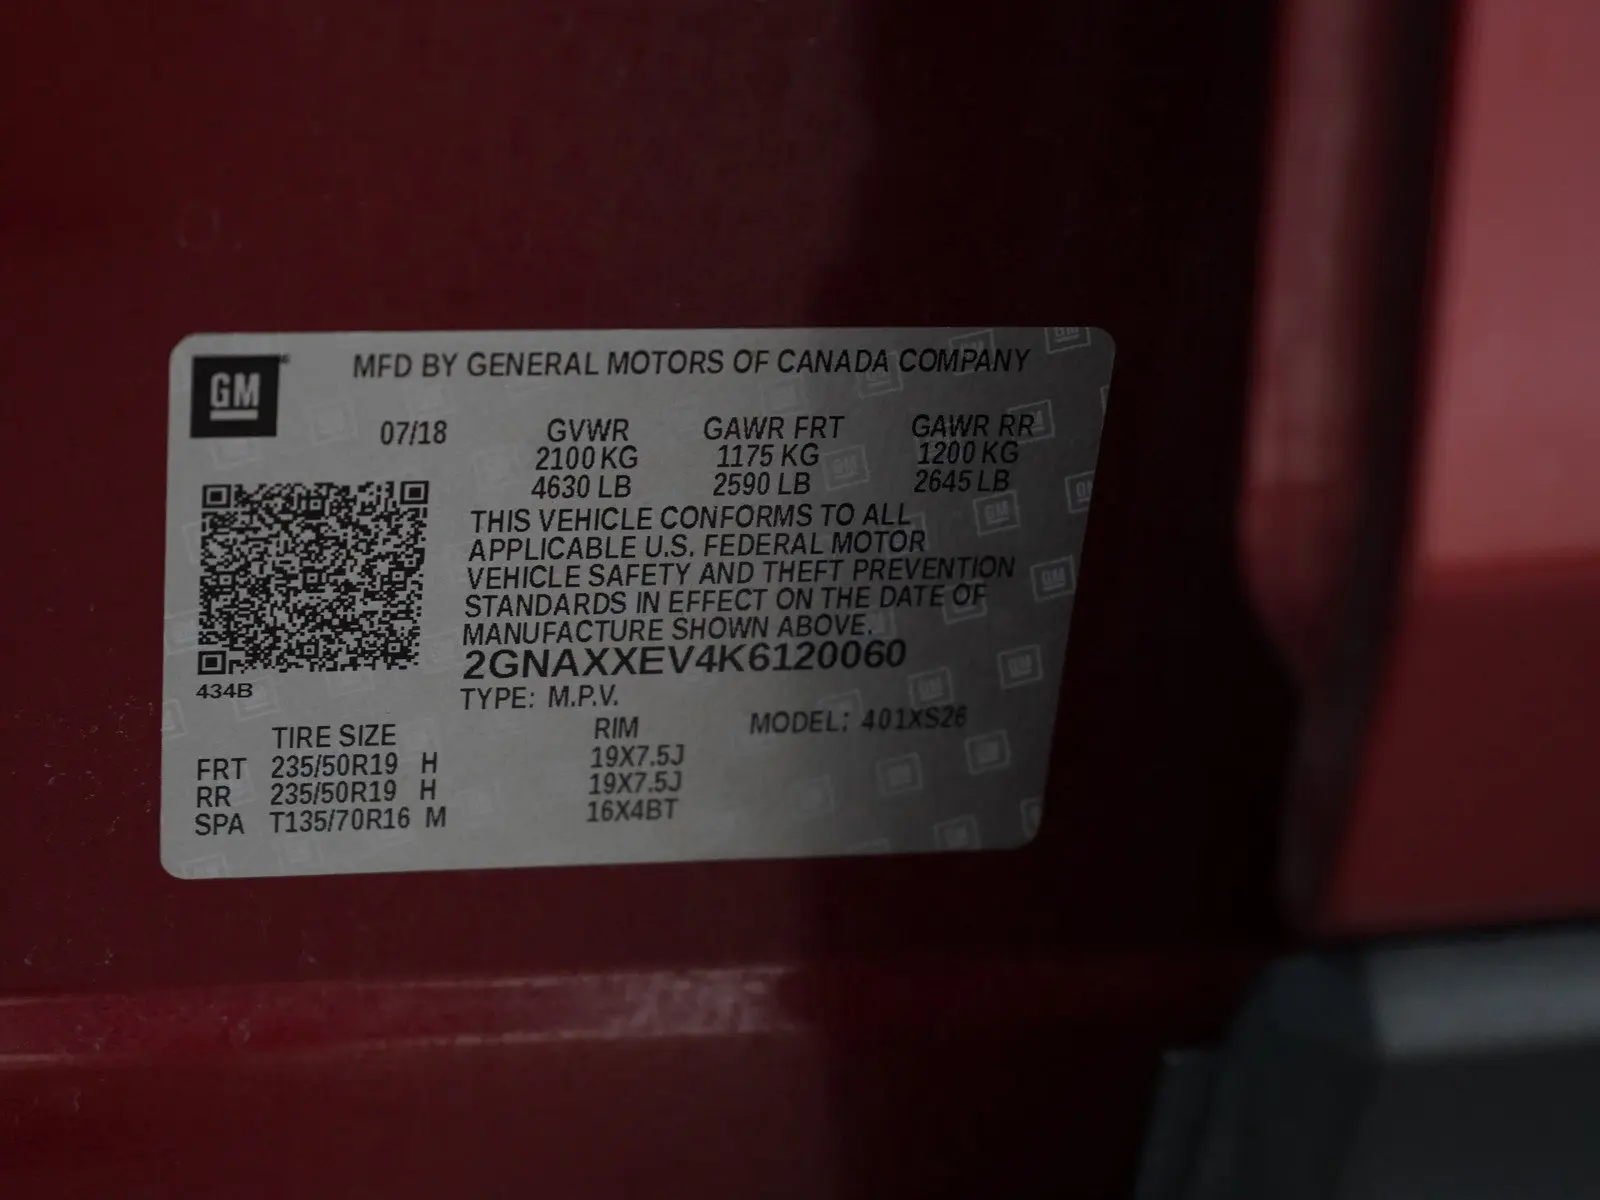 GM
MFD BY GENERAL MOTORS OF CANADA COMPANY
07/18 GVWR GAWR FRT GAWR RR
2100 KG 1175 KG 1200 KG
4630 LB 2590 LB 2645 LB
THIS VEHICLE CONFORMS TO ALL
APPLICABLE U.S. FEDERAL MOTOR
VEHICLE SAFETY AND THEFT PREVENTION
STANDARDS IN EFFECT ON THE DATE OF
MANUFACTURE SHOWN ABOVE.
2GNAXXEV4K6120060
434B
TYPE: M.P.V.
TIRE SIZE RIM MODEL: 401XS26
FRT 235/50R19 H 19X7.5J
RR 235/50R19 H 19X7.5J
SPA T135/70R16 M 16X4BT